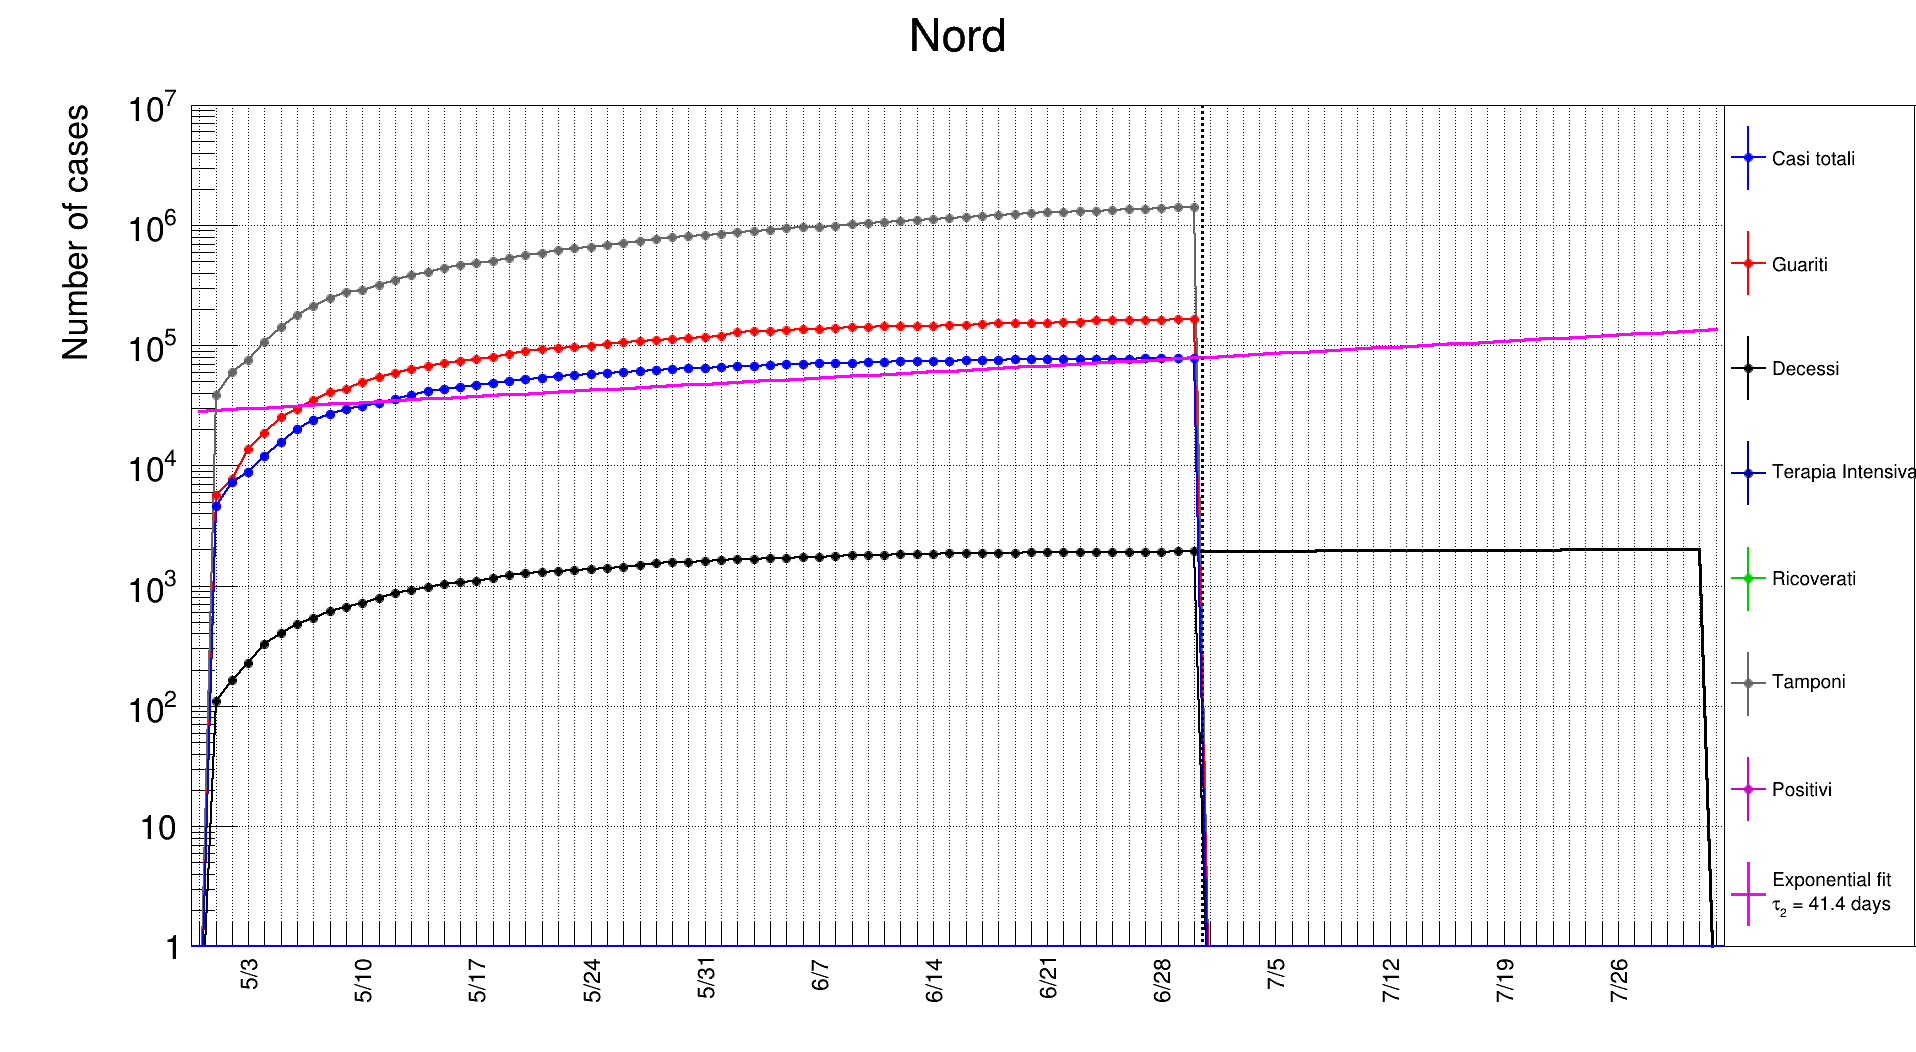 Nord
Number of cases
10^7
10^6
10^5
10^4
10^3
10^2
10
1
5/3 5/10 5/17 5/24 5/31 6/7 6/14 6/21 6/28 7/5 7/12 7/19 7/26
Casi totali
Guariti
Decessi
Terapia Intensiva
Ricoverati
Tamponi
Positivi
Exponential fit
τ_2 = 41.4 days